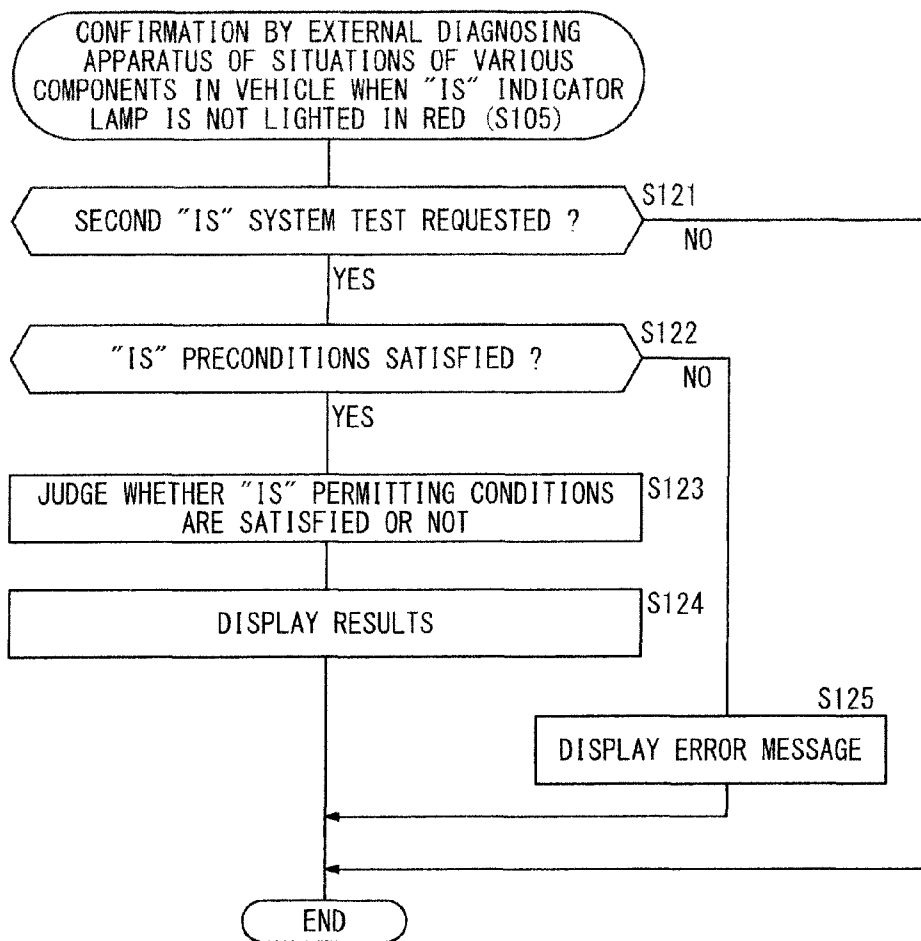 CONFIRMATION BY EXTERNAL DIAGNOSING
APPARATUS OF SITUATIONS OF VARIOUS
COMPONENTS IN VEHICLE WHEN "IS" INDICATOR
LAMP IS NOT LIGHTED IN RED (S105)
SECOND "IS" SYSTEM TEST REQUESTED ?
S121
NO
YES
"IS" PRECONDITIONS SATISFIED ?
S122
NO
YES
JUDGE WHETHER "IS" PERMITTING CONDITIONS
ARE SATISFIED OR NOT
S123
DISPLAY RESULTS
S124
S125
DISPLAY ERROR MESSAGE
END